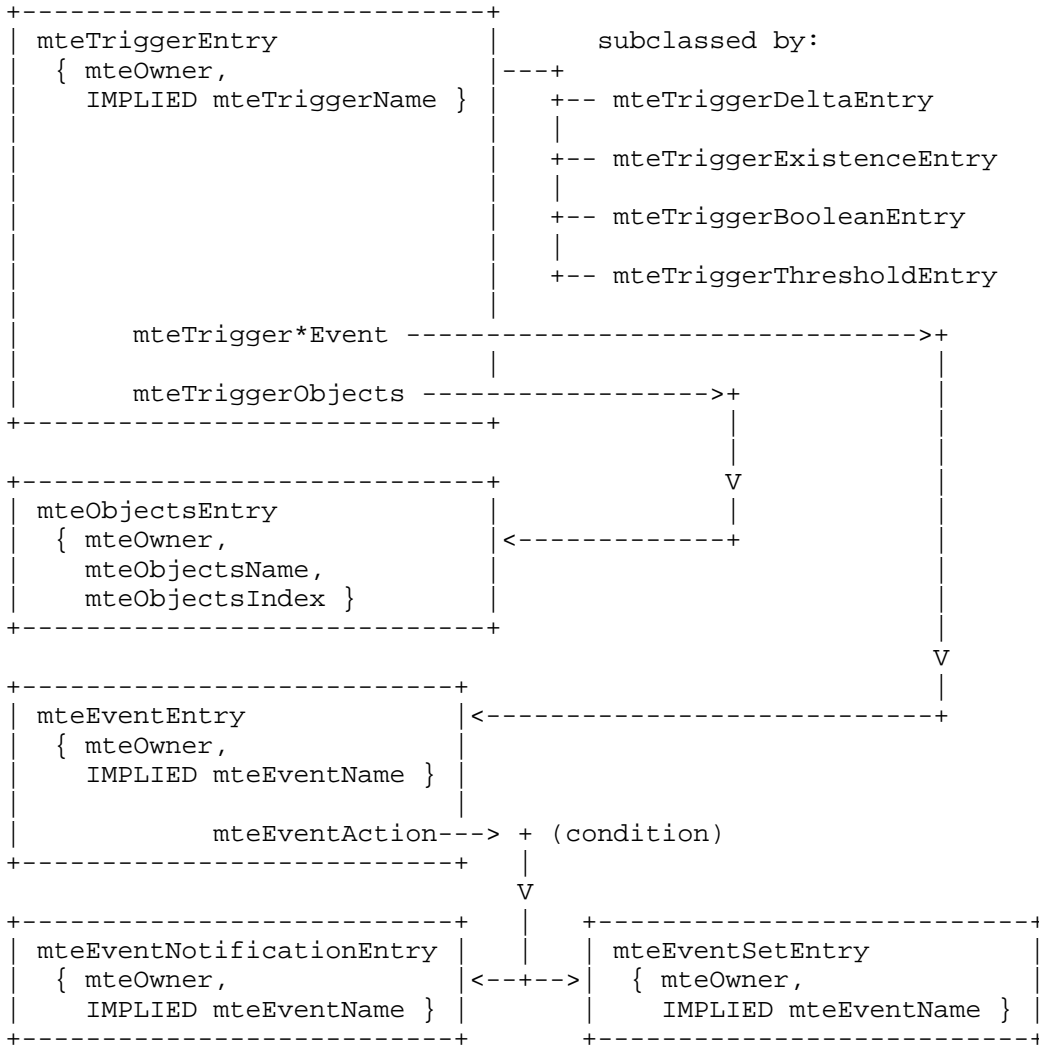 mteTriggerEntry subclassed by:
{ mteOwner,
IMPLIED mteTriggerName } +-- mteTriggerDeltaEntry
+-- mteTriggerExistenceEntry
+-- mteTriggerBooleanEntry
+-- mteTriggerThresholdEntry
mteTrigger*Event
mteTriggerObjects
V
mteObjectsEntry
{ mteOwner,
mteObjectsName,
mteObjectsIndex }
V
mteEventEntry
{ mteOwner,
IMPLIED mteEventName }
mteEventAction---> + (condition)
V
mteEventNotificationEntry mteEventSetEntry
{ mteOwner, <--+--> { mteOwner,
IMPLIED mteEventName } IMPLIED mteEventName }